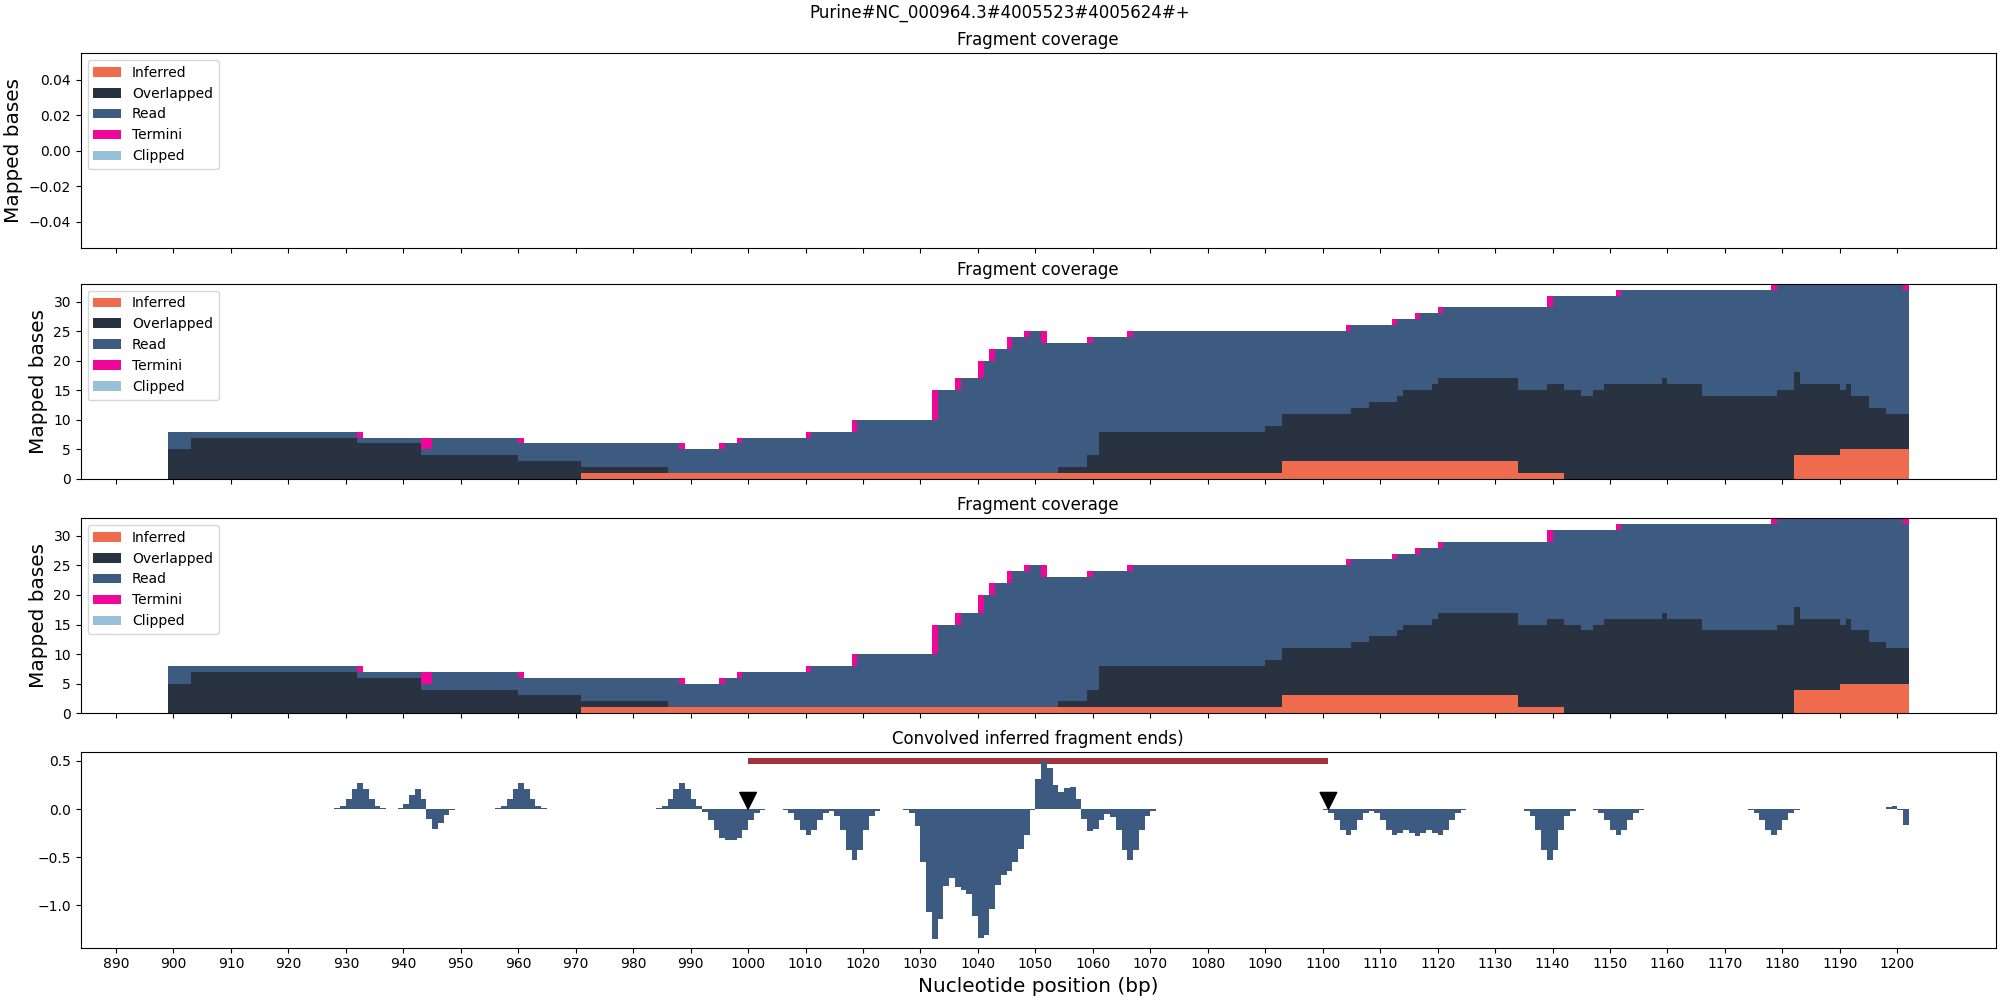 Purine#NC_000964.3#4005523#4005624#+
Fragment coverage
Mapped bases
0.04
0.02
0.00
−0.02
−0.04
Inferred
Overlapped
Read
Termini
Clipped
Fragment coverage
Mapped bases
30
25
20
15
10
5
0
Inferred
Overlapped
Read
Termini
Clipped
Fragment coverage
Mapped bases
30
25
20
15
10
5
0
Inferred
Overlapped
Read
Termini
Clipped
Convolved inferred fragment ends)
0.5
0.0
−0.5
−1.0
890 900 910 920 930 940 950 960 970 980 990 1000 1010 1020 1030 1040 1050 1060 1070 1080 1090 1100 1110 1120 1130 1140 1150 1160 1170 1180 1190 1200
Nucleotide position (bp)